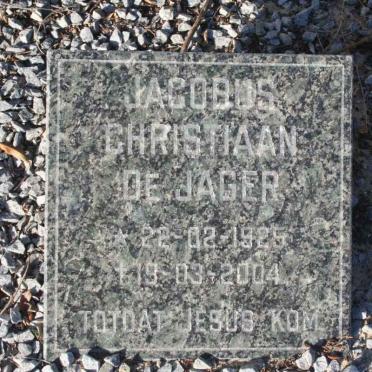 JACOBUS
CHRISTIAAN
DE JAGER
* 22-02-1925
† 19-03-2004
TOTDAT JESUS KOM